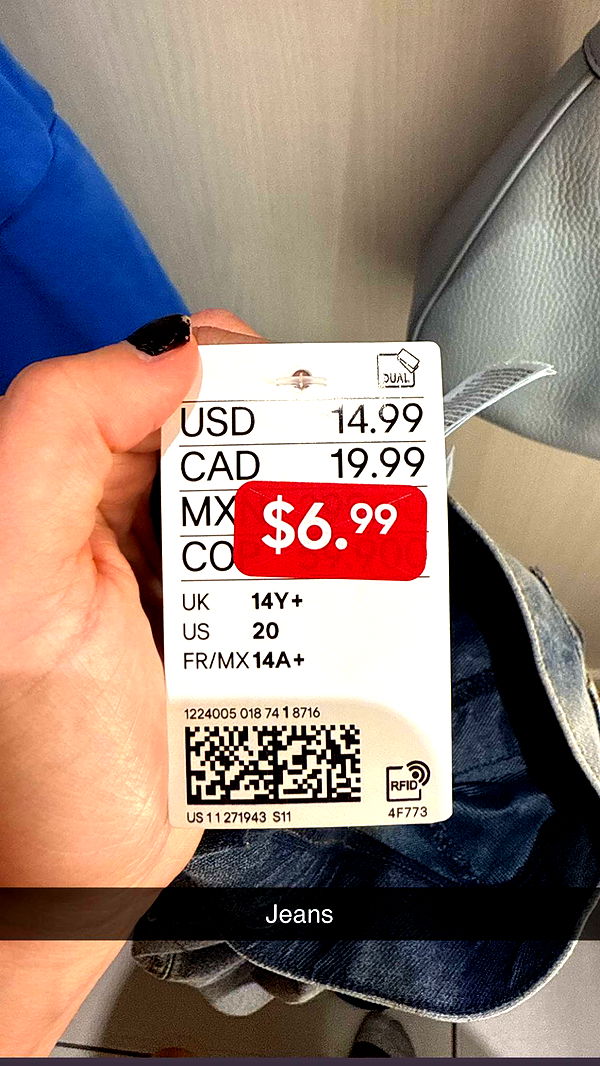 DUAL
USD 14.99
CAD 19.99
MX
$6.99
CO
UK 14Y+
US 20
FR/MX 14A+
1224005 018 74 1 8716
RFID
US 11 271943 S11
4F773
Jeans